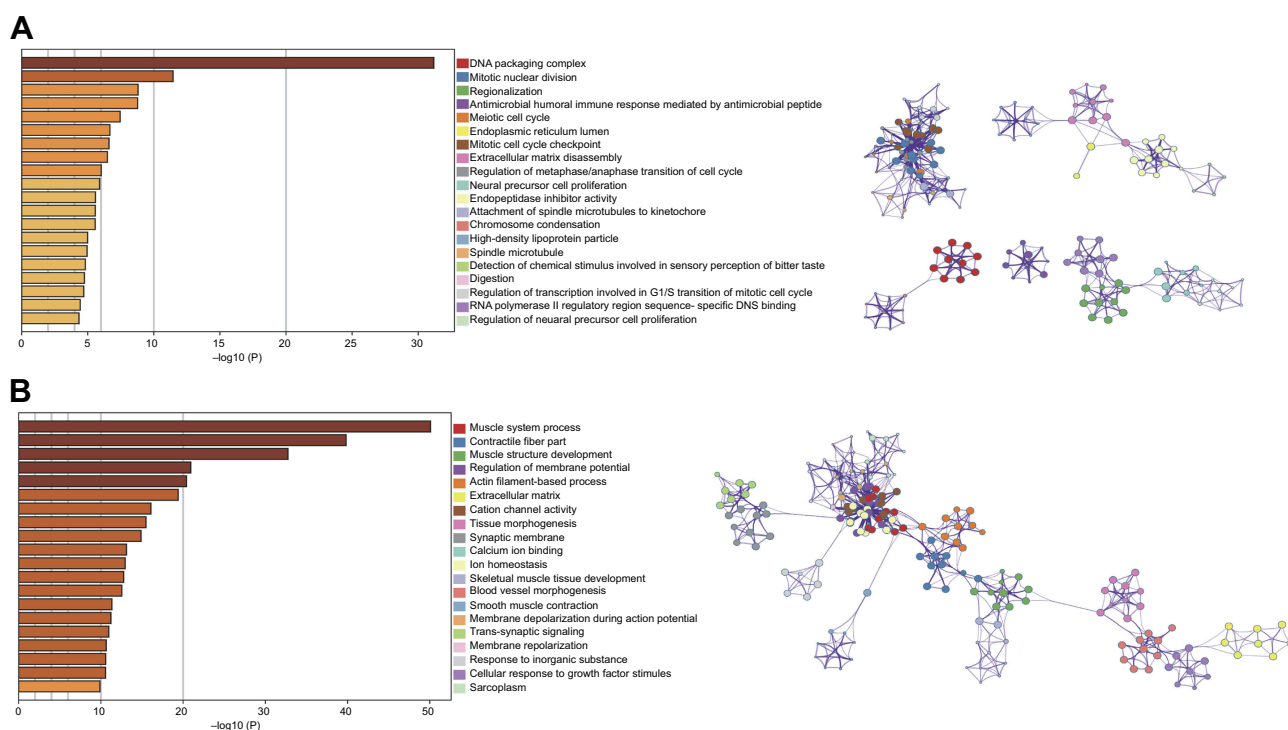 A
DNA packaging complex
Mitotic nuclear division
Regionalization
Antimicrobial humoral immune response mediated by antimicrobial peptide
Meiotic cell cycle
Endoplasmic reticulum lumen
Mitotic cell cycle checkpoint
Extracellular matrix disassembly
Regulation of metaphase/anaphase transition of cell cycle
Neural precursor cell proliferation
Endopeptidase inhibitor activity
Attachment of spindle microtubules to kinetochore
Chromosome condensation
High-density lipoprotein particle
Spindle microtubule
Detection of chemical stimulus involved in sensory perception of bitter taste
Digestion
Regulation of transcription involved in G1/S transition of mitotic cell cycle
RNA polymerase II regulatory region sequence- specific DNS binding
Regulation of neuaral precursor cell proliferation
0 5 10 15 20 25 30
–log10 (P)
B
Muscle system process
Contractile fiber part
Muscle structure development
Regulation of membrane potential
Actin filament-based process
Extracellular matrix
Cation channel activity
Tissue morphogenesis
Synaptic membrane
Calcium ion binding
Ion homeostasis
Skeletual muscle tissue development
Blood vessel morphogenesis
Smooth muscle contraction
Membrane depolarization during action potential
Trans-synaptic signaling
Membrane repolarization
Response to inorganic substance
Cellular response to growth factor stimules
Sarcoplasm
0 10 20 30 40 50
–log10 (P)